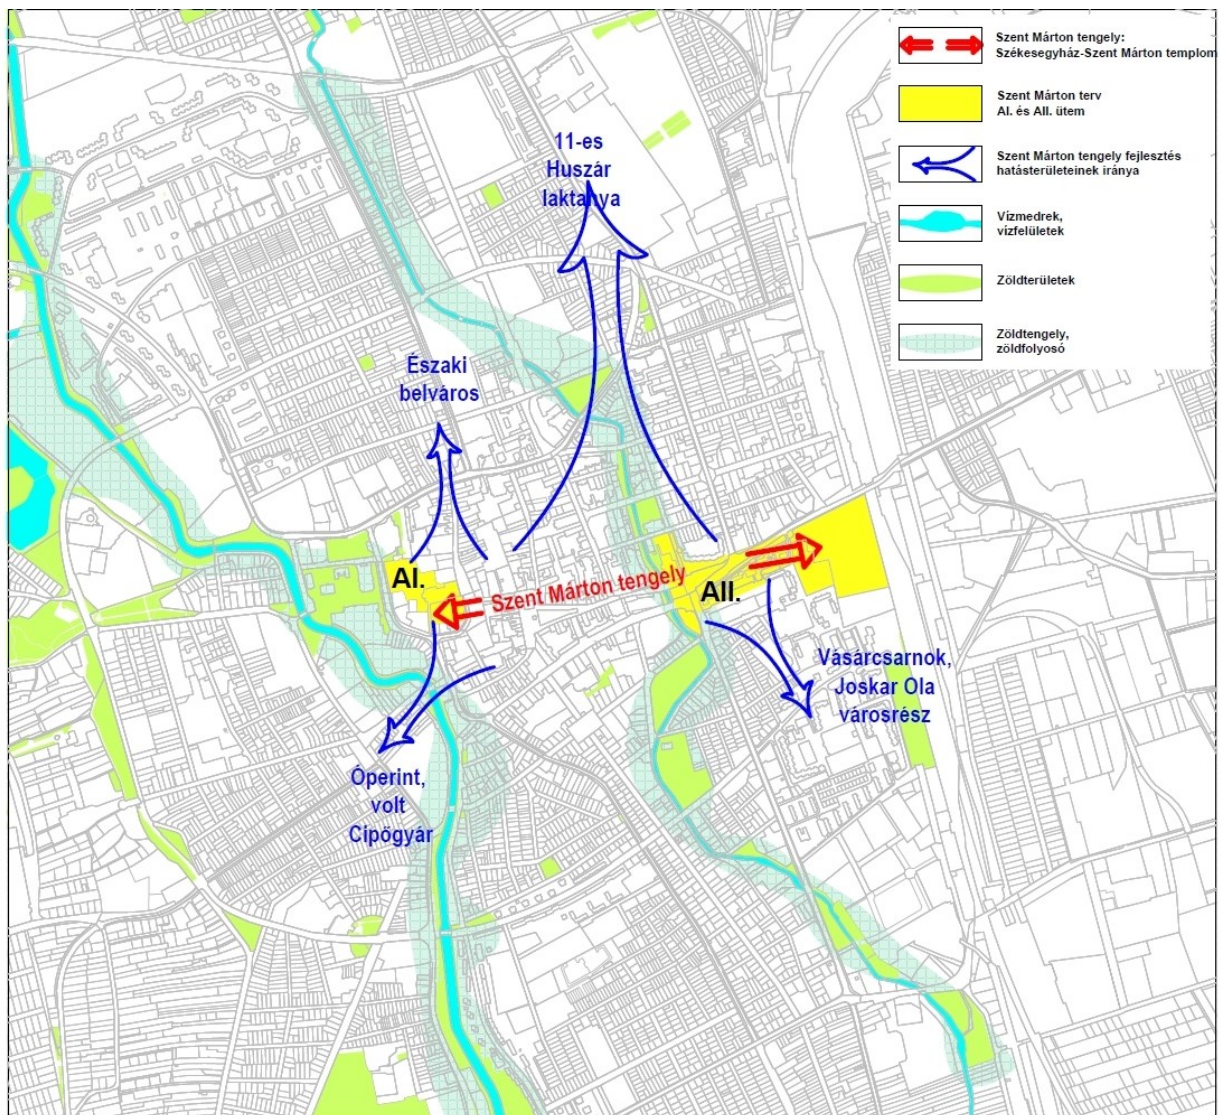 Szent Márton tengely:
Székesegyház-Szent Márton templom
Szent Márton terv
AI. és AII. ütem
Szent Márton tengely fejlesztés
hatásterületeinek iránya
Vízmedrek,
vízfelületek
Zöldterületek
Zöldtengely,
zöldfolyosó
11-es
Huszár
laktanya
Északi
belváros
AI.
Szent Márton tengely
AII.
Vásárcsarnok,
Joskar Ola
városrész
Óperint,
volt
Cipőgyár